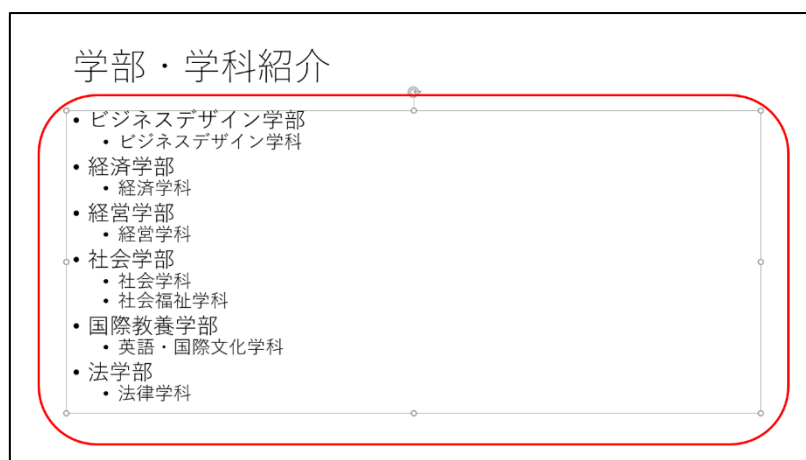 学部・学科紹介
• ビジネスデザイン学部
• ビジネスデザイン学科
• 経済学部
• 経済学科
• 経営学部
• 経営学科
• 社会学部
• 社会学科
• 社会福祉学科
• 国際教養学部
• 英語・国際文化学科
• 法学部
• 法律学科